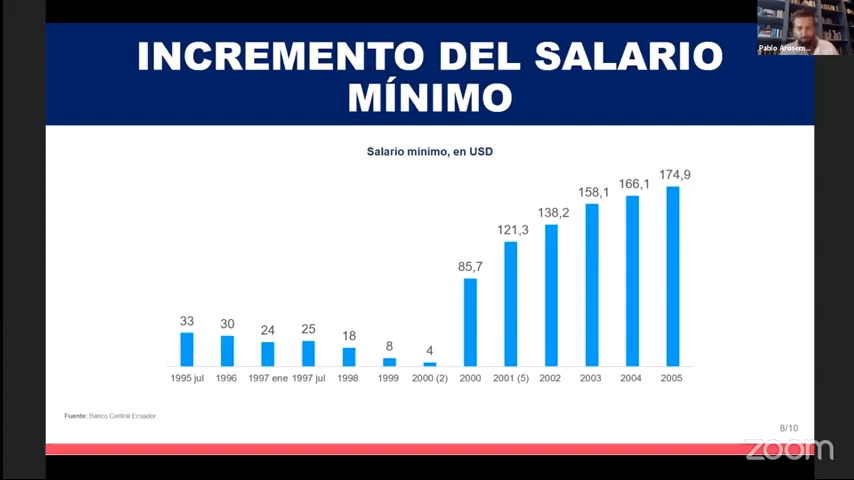 Pablo Arosem...
INCREMENTO DEL SALARIO
MÍNIMO
Salario mínimo, en USD
33 30 24 25 18 8 4 85,7 121,3 138,2 158,1 166,1 174,9
1995 jul 1996 1997 ene 1997 jul 1998 1999 2000 (2) 2000 2001 (5) 2002 2003 2004 2005
Fuente: Banco Central Ecuador.
8/10
zoom